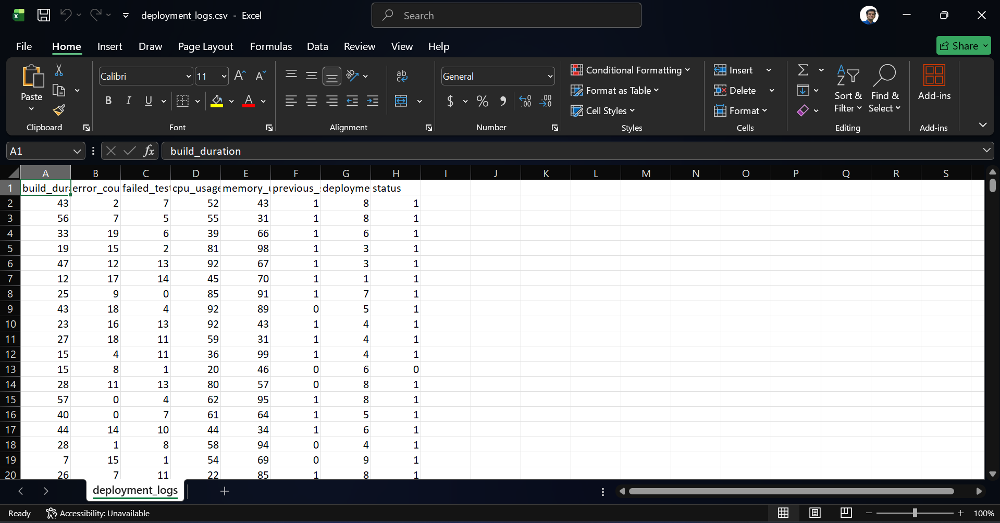 deployment_logs.csv - Excel
Search
File Home Insert Draw Page Layout Formulas Data Review View Help Share
Paste
Clipboard
Calibri 11
B I U A
Font
ab
Alignment
General
$ % 9 .00 .00
Number
Conditional Formatting
Format as Table
Cell Styles
Styles
Insert
Delete
Format
Cells
Sort & Filter
Find & Select
Editing
Add-ins
Add-ins
A1 fx build_duration
A B C D E F G H I J K L M N O P Q R S
1 build_dura error_cou failed_test cpu_usage memory_u previous_s deployme status
2 43 2 7 52 43 1 8 1
3 56 7 5 55 31 1 8 1
4 33 19 6 39 66 1 6 1
5 19 15 2 81 98 1 3 1
6 47 12 13 92 67 1 3 1
7 12 17 14 45 70 1 1 1
8 25 9 0 85 91 1 7 1
9 43 18 4 92 89 0 5 1
10 23 16 13 92 43 1 4 1
11 27 18 11 59 31 1 4 1
12 15 4 11 36 99 1 4 1
13 15 8 1 20 46 0 6 0
14 28 11 13 80 57 0 8 1
15 57 0 4 62 95 1 8 1
16 40 0 7 61 64 1 5 1
17 44 14 10 44 34 1 6 1
18 28 1 8 58 94 0 4 1
19 7 15 1 54 69 0 9 1
20 26 7 11 22 85 1 8 1
deployment_logs
Ready Accessibility: Unavailable 100%